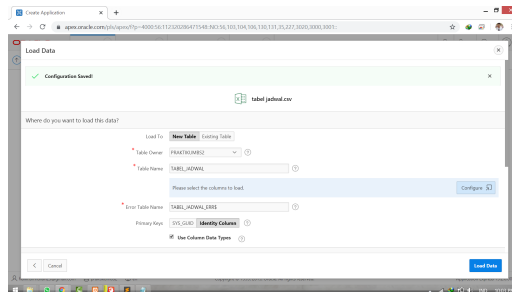 Create Application
apex.oracle.com/pls/apex/f?p=4000:56:112320286471548::NO:56,103,104,106,130,131,35,227,3020,3000,3001::
Load Data
Configuration Saved!
tabel jadwal.csv
Where do you want to load this data?
Load To New Table Existing Table
* Table Owner PRAKTIKUMXIS2
* Table Name TABEL_JADWAL
Please select the columns to load. Configure
* Error Table Name TABEL_JADWAL_ERR$
Primary Keys SYS_GUID Identity Column
Use Column Data Types
Cancel Load Data